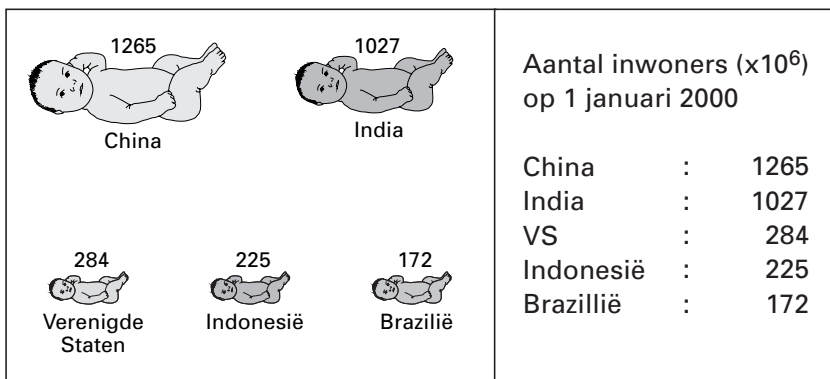 1265
China
1027
India
284
Verenigde
Staten
225
Indonesië
172
Brazilië
Aantal inwoners (x10⁶)
op 1 januari 2000
China : 1265
India : 1027
VS : 284
Indonesië : 225
Brazillië : 172